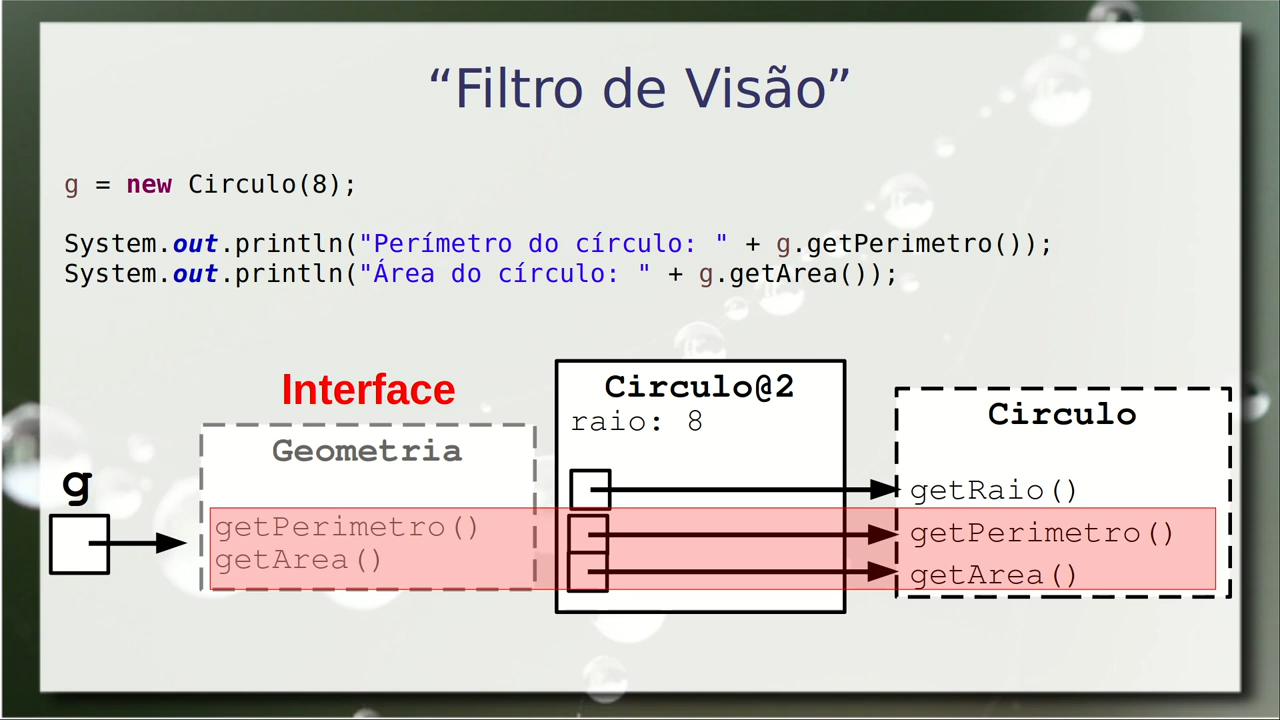 “Filtro de Visão”
g = new Circulo(8);
System.out.println("Perímetro do círculo: " + g.getPerimetro());
System.out.println("Área do círculo: " + g.getArea());
Interface
Geometria
g
getPerimetro()
getArea()
Circulo@2
raio: 8
Circulo
getRaio()
getPerimetro()
getArea()